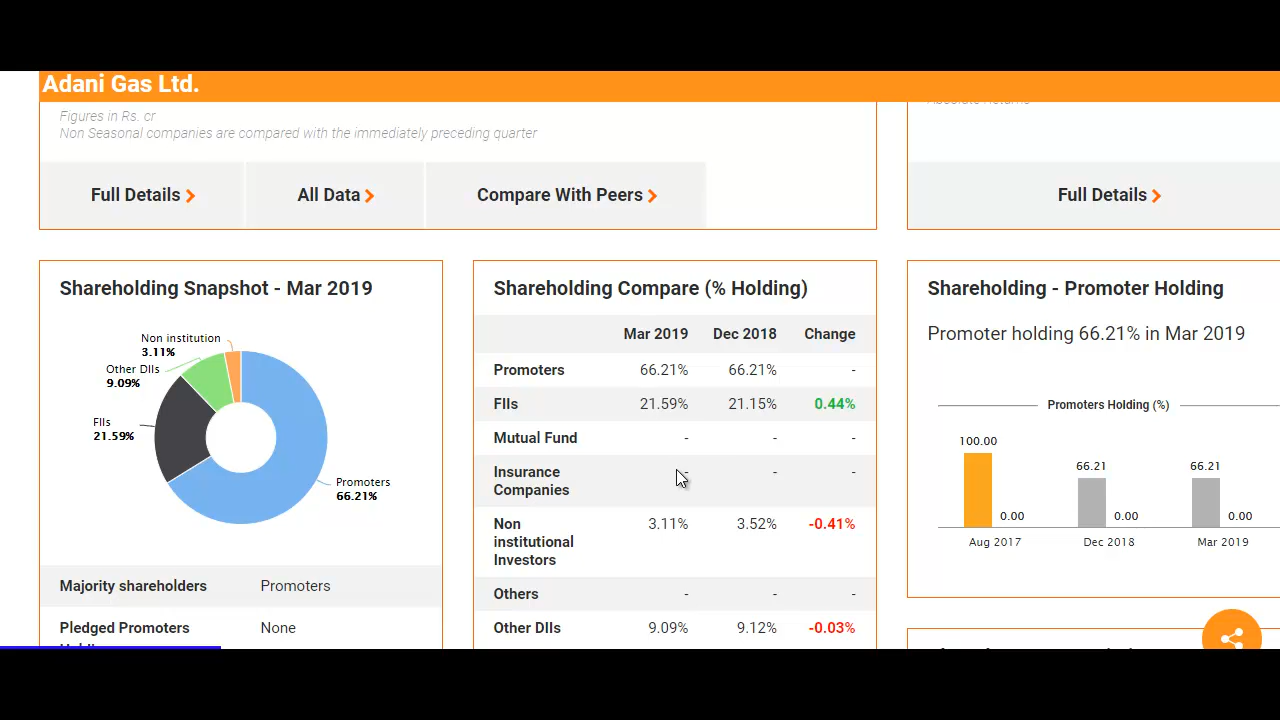 Adani Gas Ltd.
Figures in Rs. cr
Non Seasonal companies are compared with the immediately preceding quarter
Full Details
All Data
Compare With Peers
Full Details
Shareholding Snapshot - Mar 2019
Non institution
3.11%
Other DIIs
9.09%
FIIs
21.59%
Promoters
66.21%
Majority shareholders Promoters
Pledged Promoters None
Shareholding Compare (% Holding)
Mar 2019 Dec 2018 Change
Promoters 66.21% 66.21% -
FIIs 21.59% 21.15% 0.44%
Mutual Fund - - -
Insurance Companies - - -
Non institutional Investors 3.11% 3.52% -0.41%
Others - - -
Other DIIs 9.09% 9.12% -0.03%
Shareholding - Promoter Holding
Promoter holding 66.21% in Mar 2019
Promoters Holding (%)
100.00 66.21 66.21
0.00 0.00 0.00
Aug 2017 Dec 2018 Mar 2019